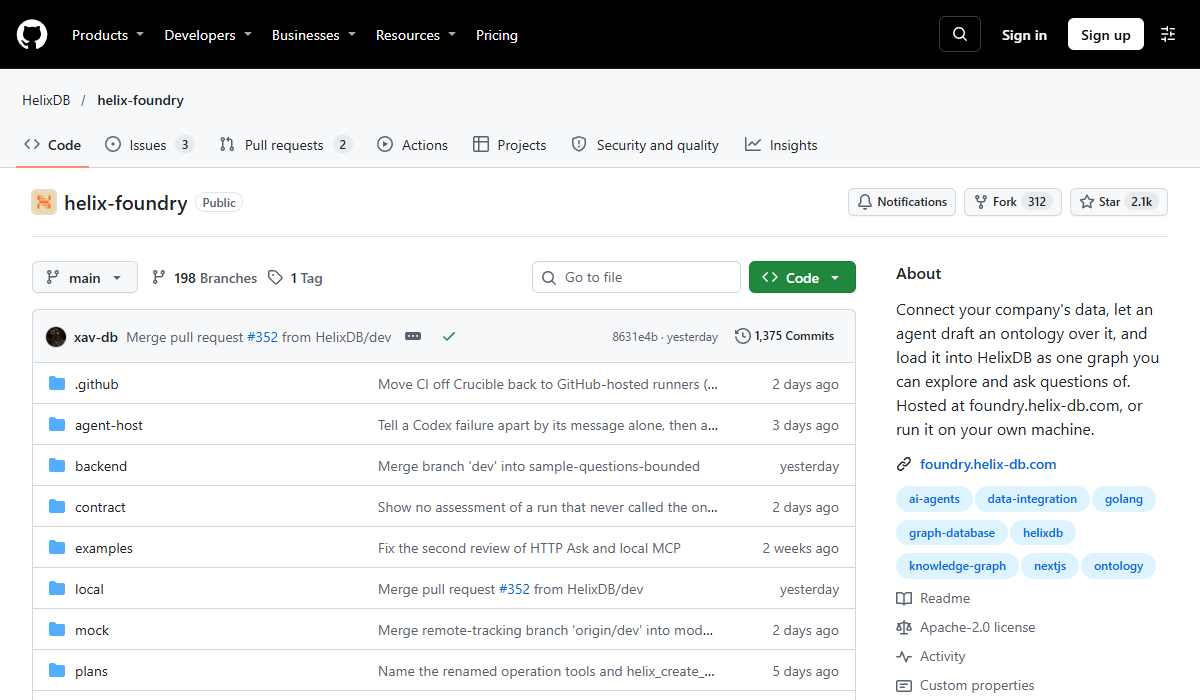 Products Developers Businesses Resources Pricing Sign in Sign up
HelixDB / helix-foundry
Code Issues 3 Pull requests 2 Actions Projects Security and quality Insights
helix-foundry Public Notifications Fork 312 Star 2.1k
main 198 Branches 1 Tag Go to file Code
xav-db Merge pull request #352 from HelixDB/dev 8631e4b · yesterday 1,375 Commits
.github Move CI off Crucible back to GitHub-hosted runners (... 2 days ago
agent-host Tell a Codex failure apart by its message alone, then a... 3 days ago
backend Merge branch 'dev' into sample-questions-bounded yesterday
contract Show no assessment of a run that never called the on... 2 days ago
examples Fix the second review of HTTP Ask and local MCP 2 weeks ago
local Merge pull request #352 from HelixDB/dev yesterday
mock Merge remote-tracking branch 'origin/dev' into mod... 2 days ago
plans Name the renamed operation tools and helix_create_... 5 days ago
About
Connect your company's data, let an
agent draft an ontology over it, and
load it into HelixDB as one graph you
can explore and ask questions of.
Hosted at foundry.helix-db.com, or
run it on your own machine.
foundry.helix-db.com
ai-agents data-integration golang
graph-database helixdb
knowledge-graph nextjs ontology
Readme
Apache-2.0 license
Activity
Custom properties